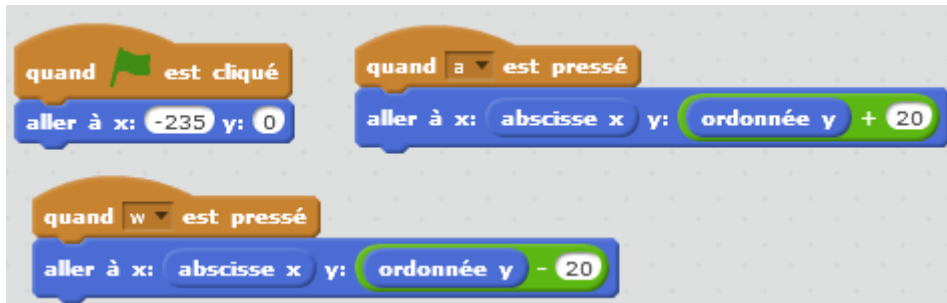 quand est cliqué
aller à x: -235 y: 0
quand a est pressé
aller à x: abscisse x y: ordonnée y + 20
quand w est pressé
aller à x: abscisse x y: ordonnée y - 20